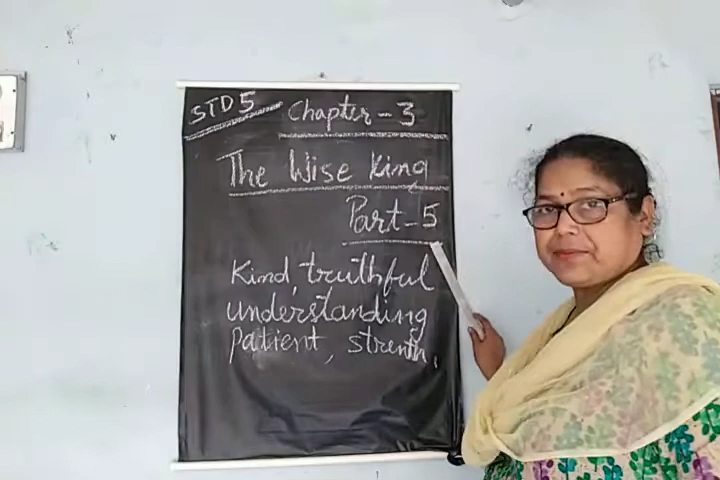 STD 5
Chapter - 3
The Wise King
Part - 5
Kind, truthful
understanding
patient, strenth,